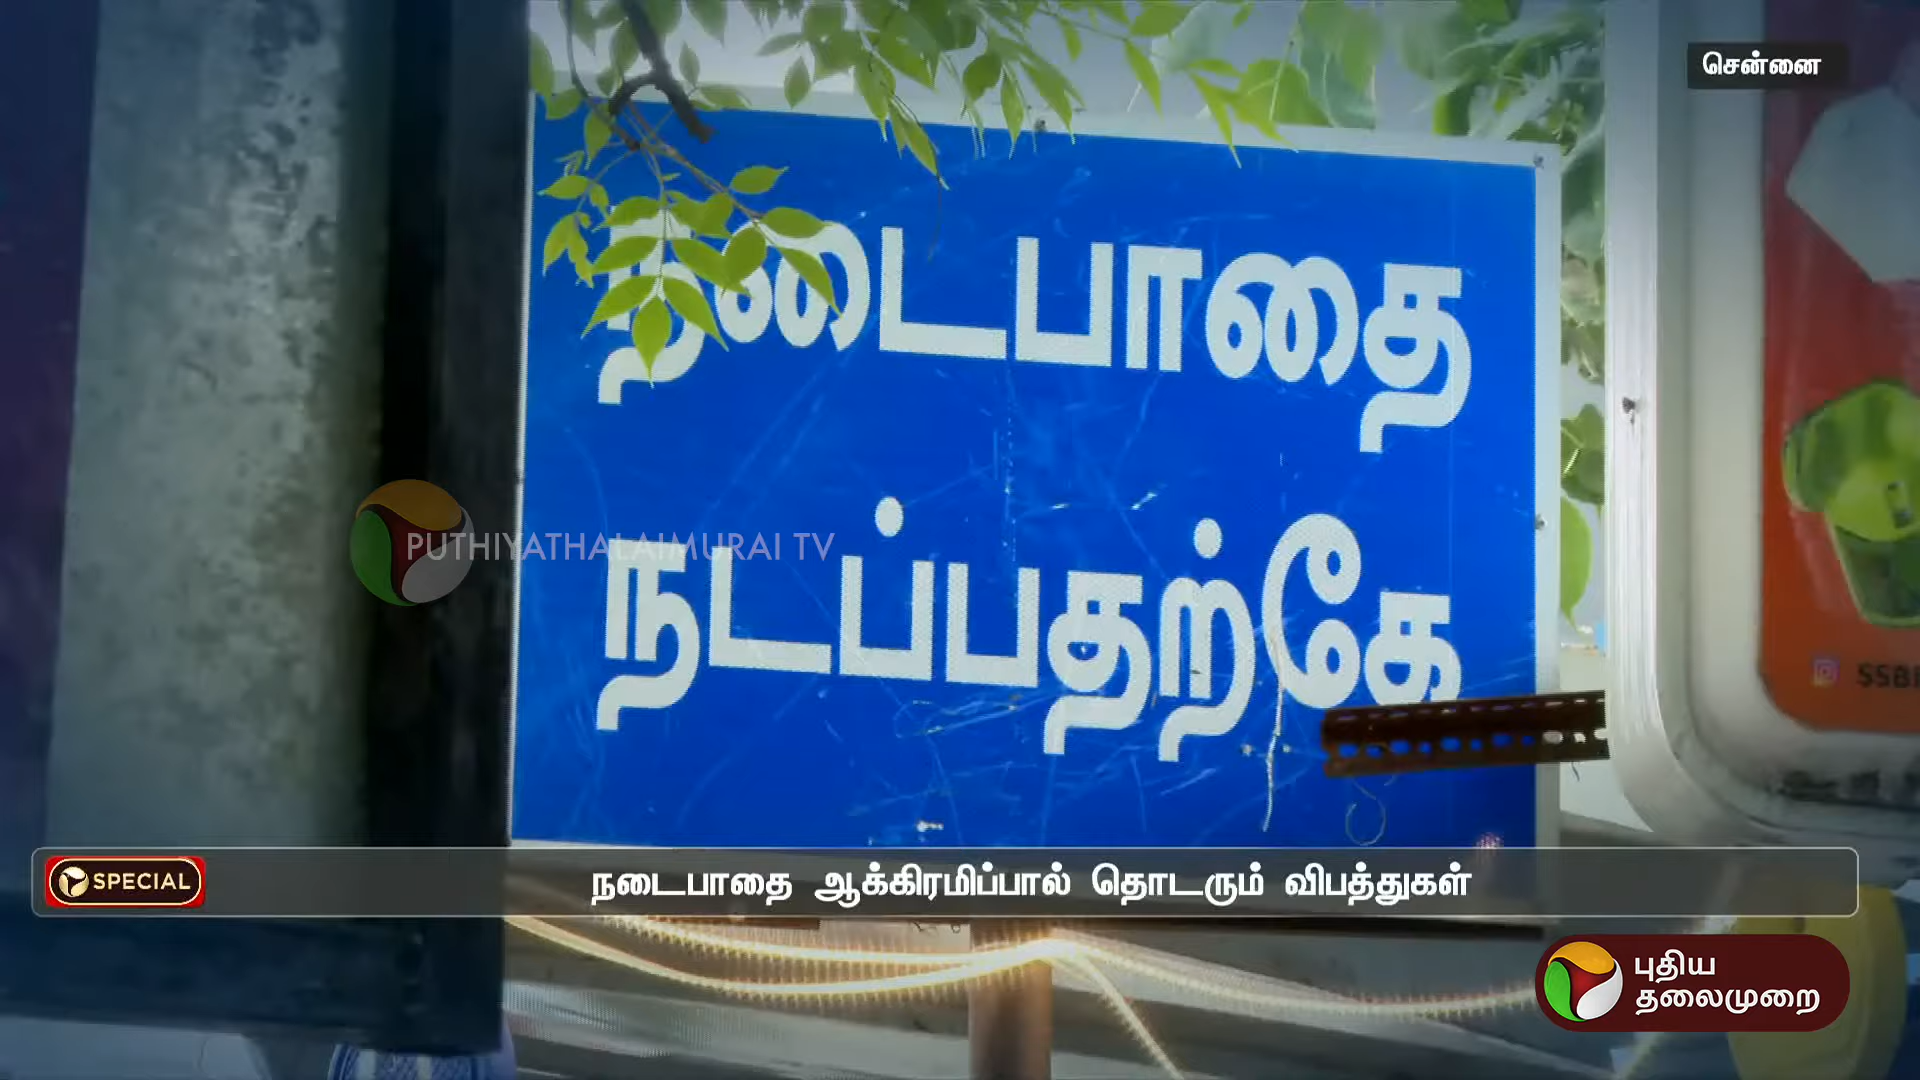 சென்னை
நடைபாதை
நடப்பதற்கே
PUTHIYATHALAIMURAI TV
SPECIAL
நடைபாதை ஆக்கிரமிப்பால் தொடரும் விபத்துகள்
புதிய
தலைமுறை